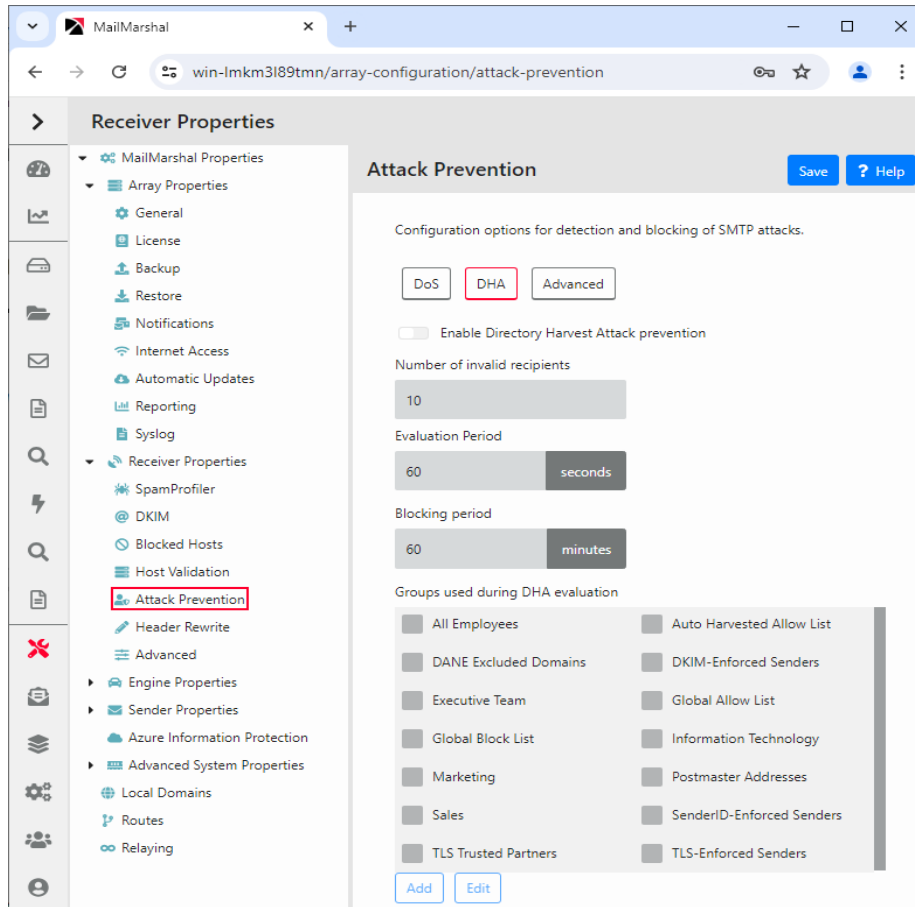 MailMarshal
win-lmkm3l89tmn/array-configuration/attack-prevention
Receiver Properties
MailMarshal Properties
Array Properties
General
License
Backup
Restore
Notifications
Internet Access
Automatic Updates
Reporting
Syslog
Receiver Properties
SpamProfiler
DKIM
Blocked Hosts
Host Validation
Attack Prevention
Header Rewrite
Advanced
Engine Properties
Sender Properties
Azure Information Protection
Advanced System Properties
Local Domains
Routes
Relaying
Attack Prevention
Save
? Help
Configuration options for detection and blocking of SMTP attacks.
DoS DHA Advanced
Enable Directory Harvest Attack prevention
Number of invalid recipients
10
Evaluation Period
60 seconds
Blocking period
60 minutes
Groups used during DHA evaluation
All Employees Auto Harvested Allow List
DANE Excluded Domains DKIM-Enforced Senders
Executive Team Global Allow List
Global Block List Information Technology
Marketing Postmaster Addresses
Sales SenderID-Enforced Senders
TLS Trusted Partners TLS-Enforced Senders
Add Edit